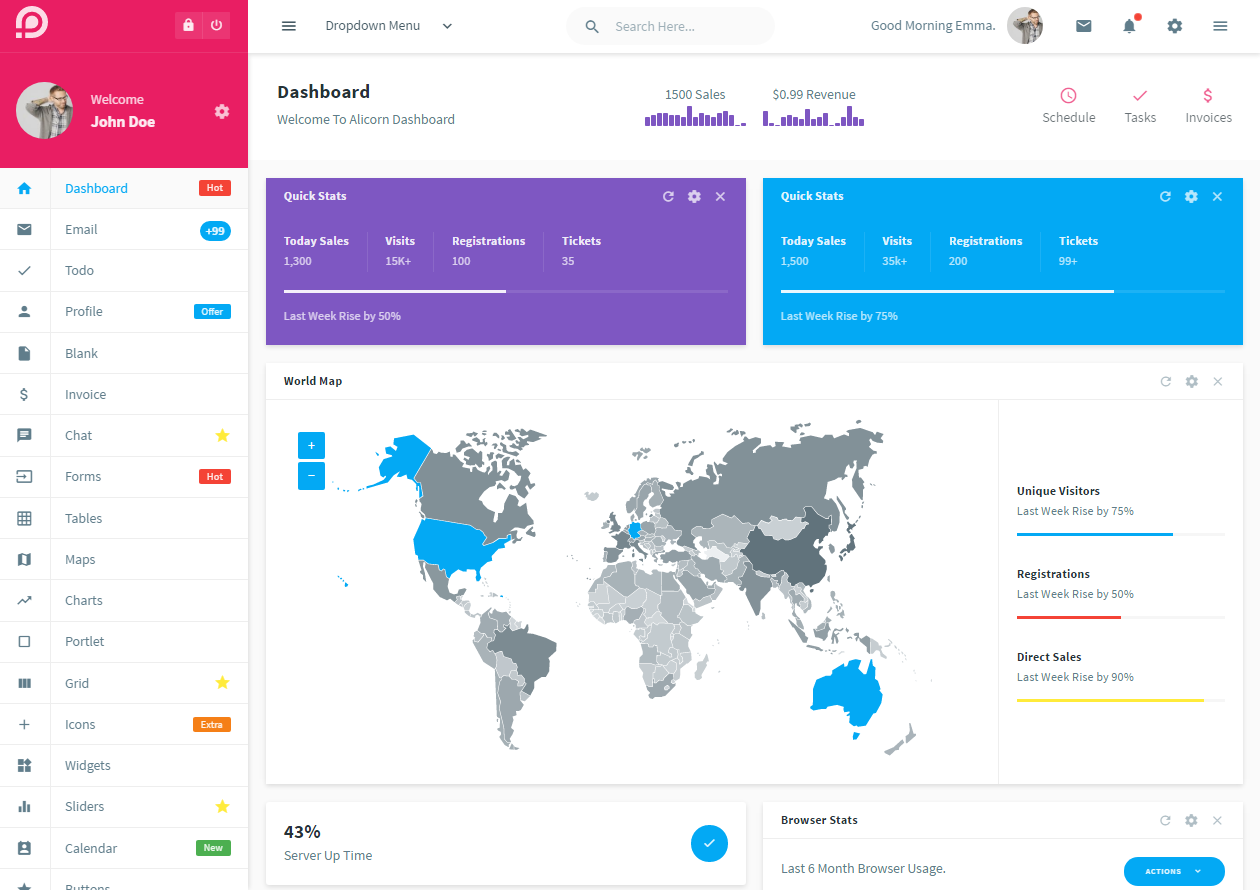 Dropdown Menu
Search Here...
Good Morning Emma.
Welcome
John Doe
Dashboard Hot
Email +99
Todo
Profile Offer
Blank
Invoice
Chat
Forms Hot
Tables
Maps
Charts
Portlet
Grid
Icons Extra
Widgets
Sliders
Calendar New
Buttons
Dashboard
Welcome To Alicorn Dashboard
1500 Sales
$0.99 Revenue
Schedule
Tasks
Invoices
Quick Stats
Today Sales Visits Registrations Tickets
1,300 15K+ 100 35
Last Week Rise by 50%
Quick Stats
Today Sales Visits Registrations Tickets
1,500 35k+ 200 99+
Last Week Rise by 75%
World Map
+
−
Unique Visitors
Last Week Rise by 75%
Registrations
Last Week Rise by 50%
Direct Sales
Last Week Rise by 90%
43%
Server Up Time
Browser Stats
Last 6 Month Browser Usage.
ACTIONS